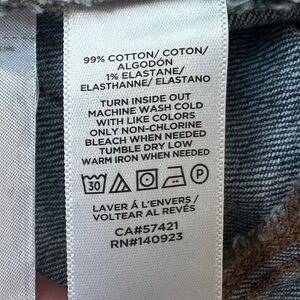 99% COTTON/ COTON/
ALGODÓN
1% ELASTANE/
ELASTHANNE/ ELASTANO
TURN INSIDE OUT
MACHINE WASH COLD
WITH LIKE COLORS
ONLY NON-CHLORINE
BLEACH WHEN NEEDED
TUMBLE DRY LOW
WARM IRON WHEN NEEDED
30 P
LAVER Á L'ENVERS /
VOLTEAR AL REVÉS
CA#57421
RN#140923